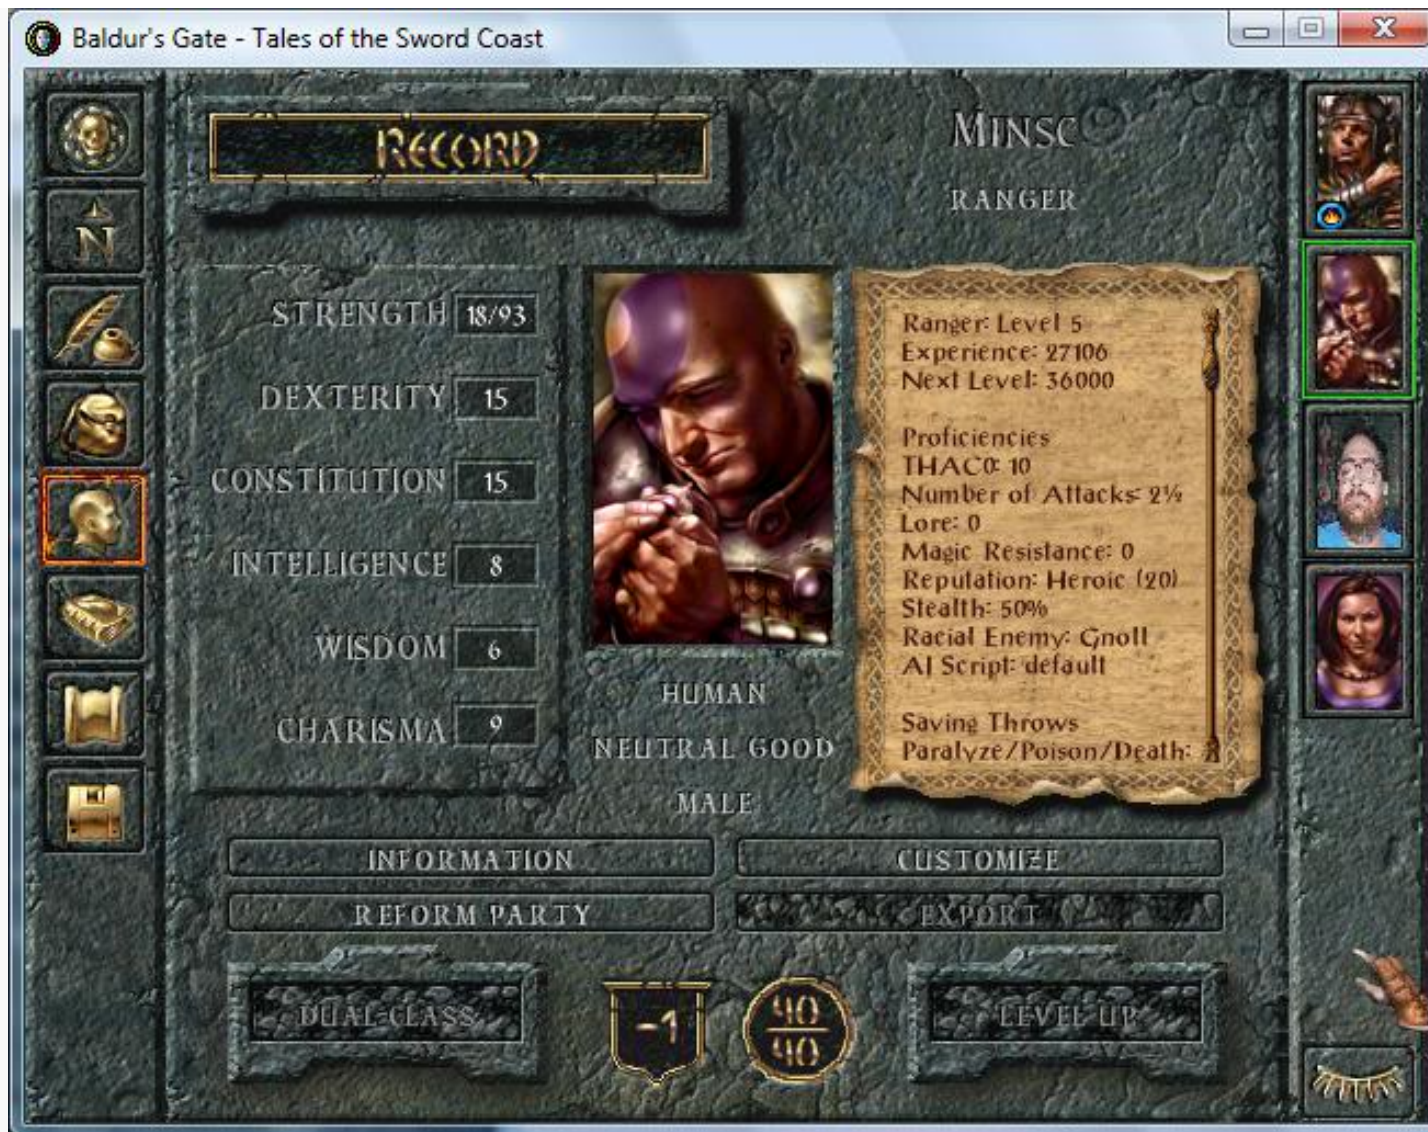 Baldur's Gate - Tales of the Sword Coast
RECORD
MINSC
RANGER
STRENGTH 18/93
DEXTERITY 15
CONSTITUTION 15
INTELLIGENCE 8
WISDOM 6
CHARISMA 9
HUMAN
NEUTRAL GOOD
MALE
Ranger: Level 5
Experience: 27106
Next Level: 36000
Proficiencies
THAC0: 10
Number of Attacks: 2½
Lore: 0
Magic Resistance: 0
Reputation: Heroic (20)
Stealth: 50%
Racial Enemy: Gnoll
AI Script: default
Saving Throws
Paralyze/Poison/Death:
INFORMATION
CUSTOMIZE
REFORM PARTY
EXPORT
DUAL-CLASS
-1
40
40
LEVEL UP
N